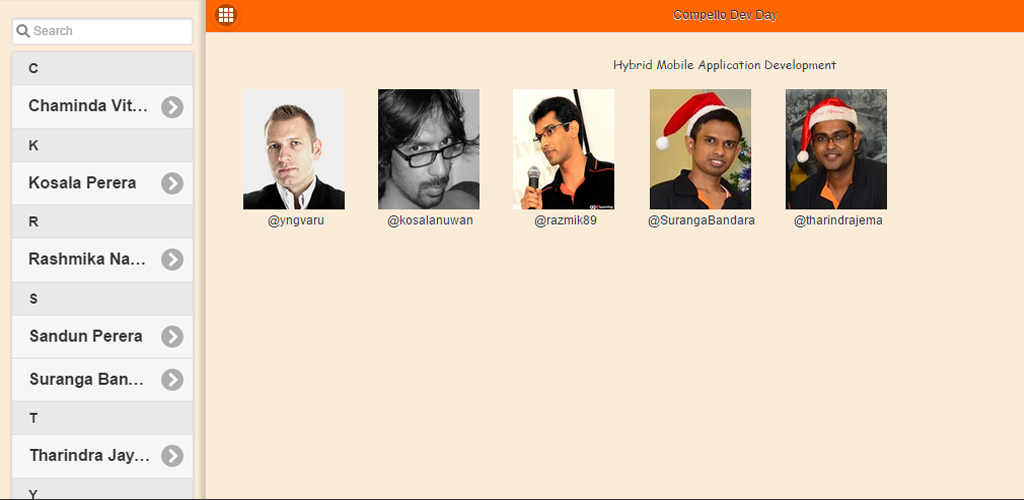 Search
C
Chaminda Vit...
K
Kosala Perera
R
Rashmika Na...
S
Sandun Perera
Suranga Ban...
T
Tharindra Jay...
Y
Compello Dev Day
Hybrid Mobile Application Development
@yngvaru
@kosalanuwan
@razmik89
@SurangaBandara
@tharindrajema